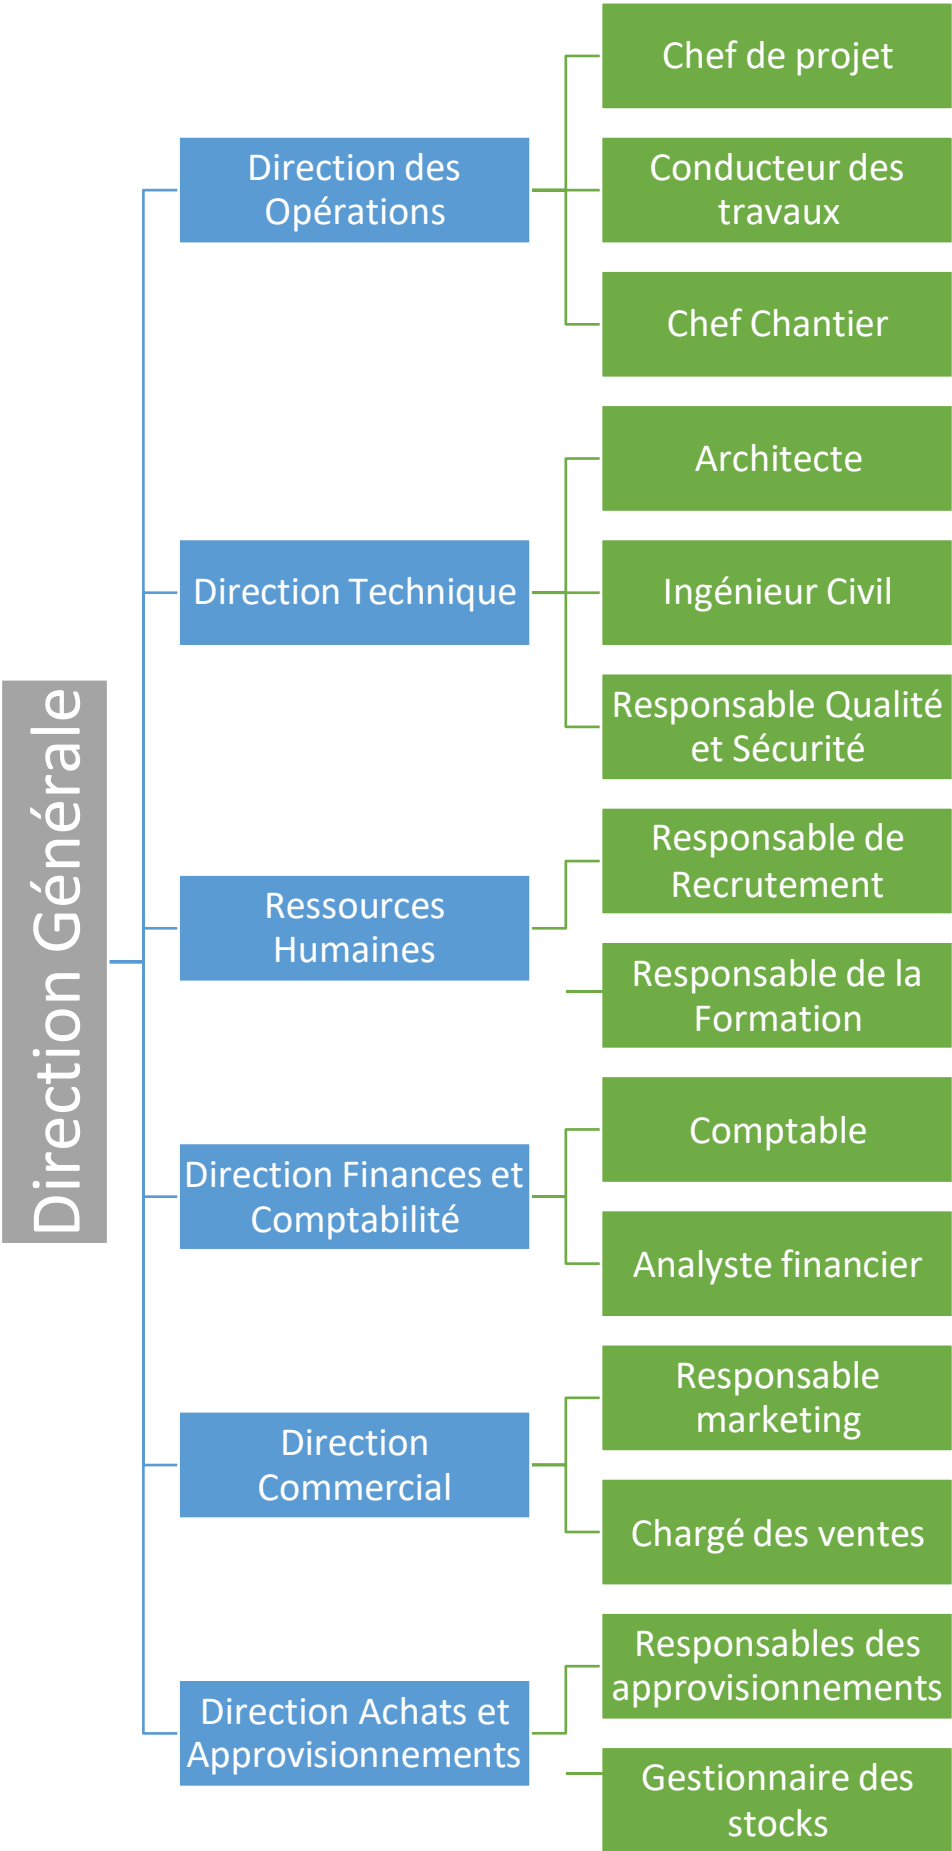 Direction Générale
Direction des
Opérations
Chef de projet
Conducteur des
travaux
Chef Chantier
Direction Technique
Architecte
Ingénieur Civil
Responsable Qualité
et Sécurité
Ressources
Humaines
Responsable de
Recrutement
Responsable de la
Formation
Direction Finances et
Comptabilité
Comptable
Analyste financier
Direction
Commercial
Responsable
marketing
Chargé des ventes
Direction Achats et
Approvisionnements
Responsables des
approvisionnements
Gestionnaire des
stocks